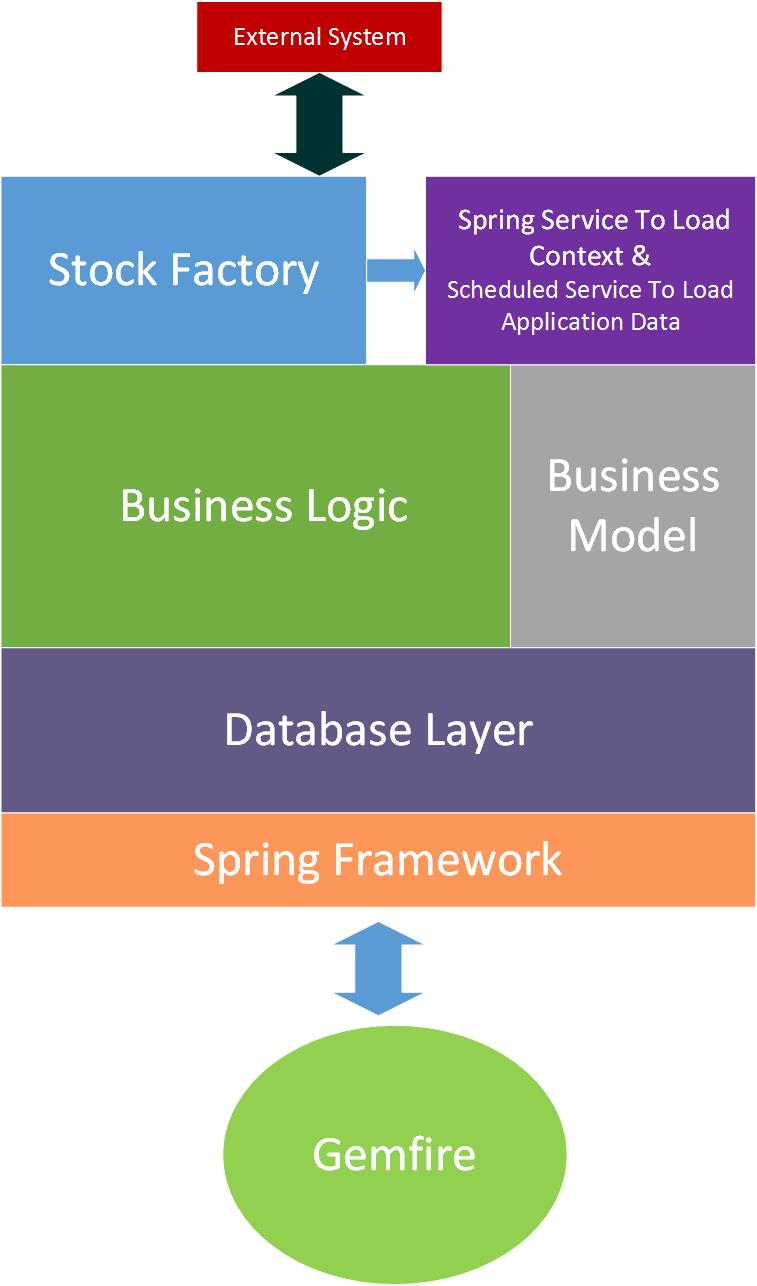 External System
Stock Factory
Spring Service To Load
Context &
Scheduled Service To Load
Application Data
Business Logic
Business
Model
Database Layer
Spring Framework
Gemfire